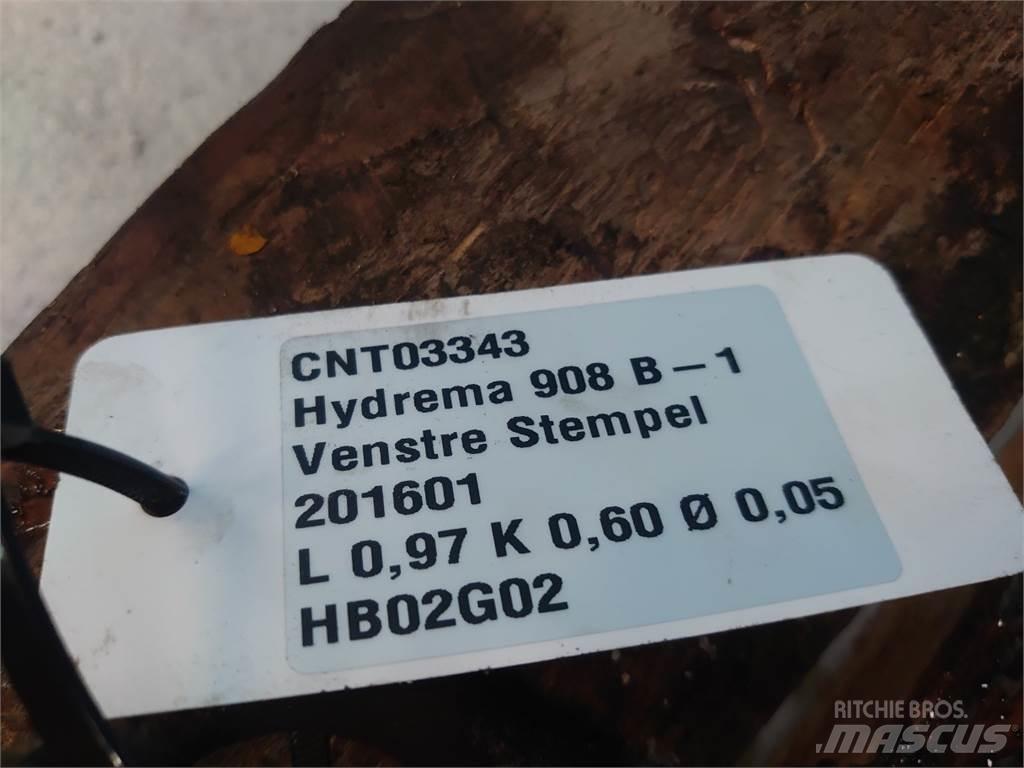 CNT03343
Hydrema 908 B – 1
Venstre Stempel
201601
L 0,97 K 0,60 Ø 0,05
HB02G02
RITCHIE BROS.
MASCUS